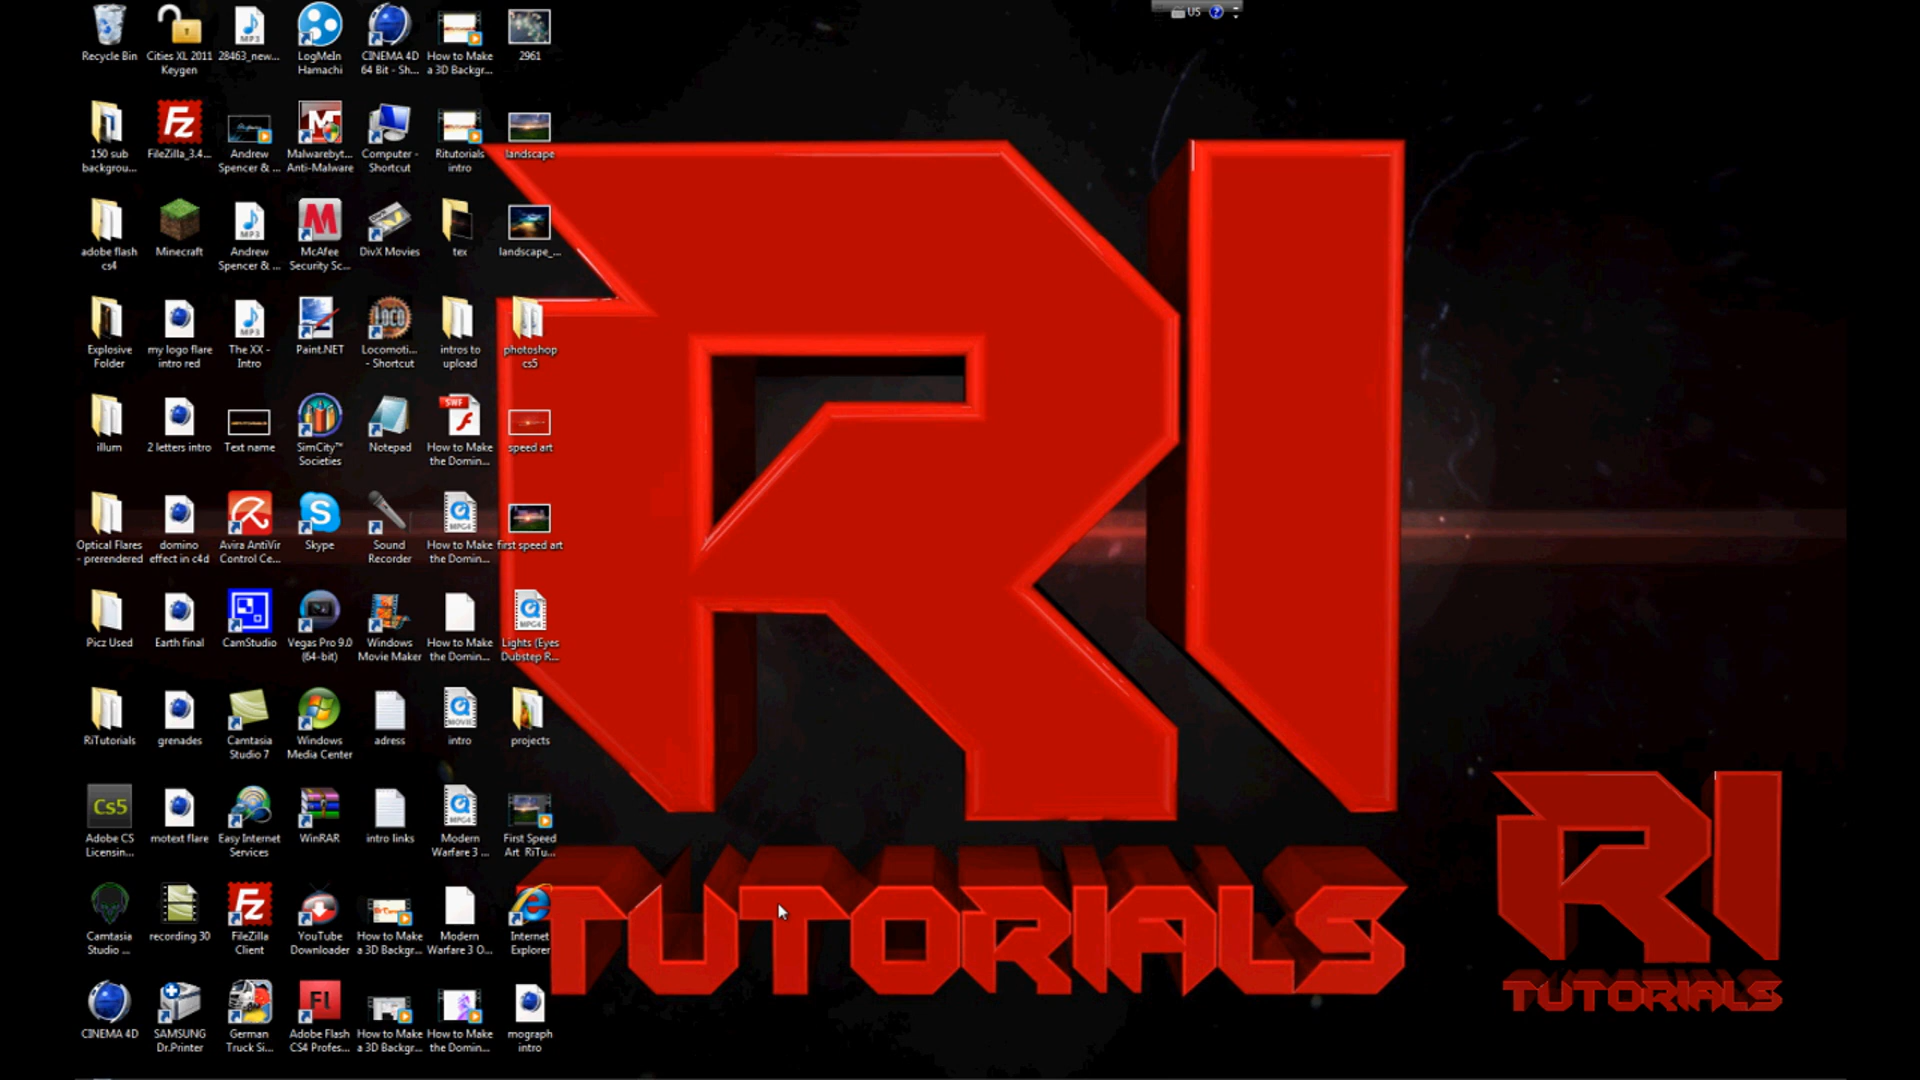 US
Recycle Bin
Cities XL 2011
Keygen
28463_new...
LogMeIn
Hamachi
CINEMA 4D
64 Bit - Sh...
How to Make
a 3D Backgr...
2961
150 sub
backgrou...
FileZilla_3.4...
Andrew
Spencer & ...
Malwarebyt...
Anti-Malware
Computer -
Shortcut
Ritutorials
intro
landscape
adobe flash
cs4
Minecraft
Andrew
Spencer & ...
McAfee
Security Sc...
DivX Movies
tex
landscape_...
Explosive
Folder
my logo flare
intro red
The XX -
Intro
Paint.NET
Locomoti...
- Shortcut
intros to
upload
photoshop
cs5
illum
2 letters intro
Text name
SimCity™
Societies
Notepad
How to Make
the Domin...
speed art
Optical Flares
- prerendered
domino
effect in c4d
Avira AntiVir
Control Ce...
Skype
Sound
Recorder
How to Make
the Domin...
first speed art
Picz Used
Earth final
CamStudio
Vegas Pro 9.0
(64-bit)
Windows
Movie Maker
How to Make
the Domin...
Lights (Eyes
Dubstep R...
RiTutorials
grenades
Camtasia
Studio 7
Windows
Media Center
adress
intro
projects
Cs5
Adobe CS
Licensin...
motext flare
Easy Internet
Services
WinRAR
intro links
Modern
Warfare 3 ...
First Speed
Art RiTu...
Camtasia
Studio ...
recording 30
FileZilla
Client
YouTube
Downloader
How to Make
a 3D Backgr...
Modern
Warfare 3 O...
Internet
Explorer
CINEMA 4D
SAMSUNG
Dr.Printer
German
Truck Si...
Adobe Flash
CS4 Profes...
How to Make
a 3D Backgr...
How to Make
the Domin...
mograph
intro
RI
TUTORIALS
RI
TUTORIALS